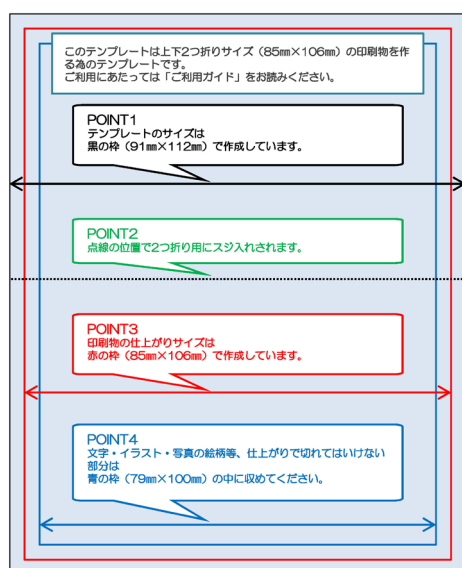 このテンプレートは上下2つ折りサイズ（85㎜×106㎜）の印刷物を作
る為のテンプレートです。
ご利用にあたっては「ご利用ガイド」をお読みください。
POINT1
テンプレートのサイズは
黒の枠（91㎜×112㎜）で作成しています。
POINT2
点線の位置で2つ折り用にスジ入れされます。
POINT3
印刷物の仕上がりサイズは
赤の枠（85㎜×106㎜）で作成しています。
POINT4
文字・イラスト・写真の絵柄等、仕上がりで切れてはいけない
部分は
青の枠（79㎜×100㎜）の中に収めてください。